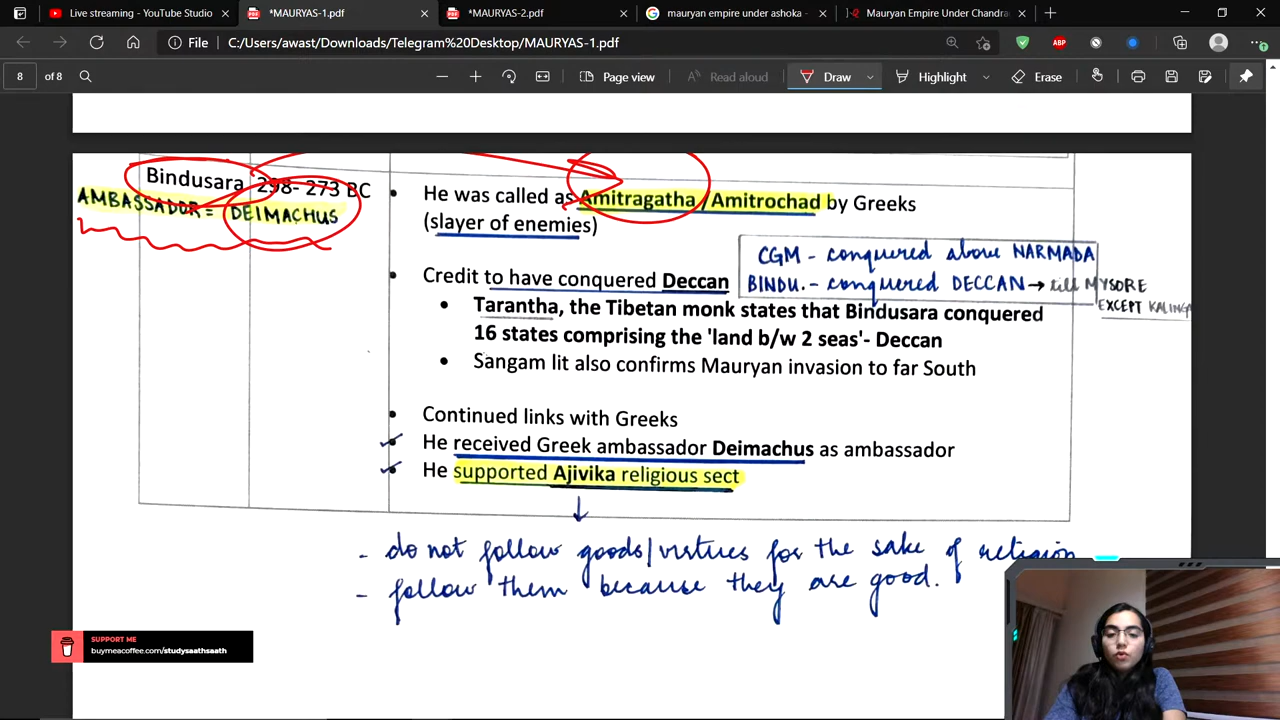 Live streaming - YouTube Studio
*MAURYAS-1.pdf
*MAURYAS-2.pdf
mauryan empire under ashoka -
Mauryan Empire Under Chandra
File
C:/Users/awast/Downloads/Telegram%20Desktop/MAURYAS-1.pdf
8 of 8
Page view
Read aloud
Draw
Highlight
Erase
Bindusara
298- 273 BC
AMBASSADOR = DEIMACHUS
• He was called as Amitragatha /Amitrochad by Greeks
(slayer of enemies)
CGM - conquered above NARMADA
• Credit to have conquered Deccan
BINDU.- conquered DECCAN → till MYSORE
EXCEPT KALINGA
• Tarantha, the Tibetan monk states that Bindusara conquered
16 states comprising the 'land b/w 2 seas'- Deccan
• Sangam lit also confirms Mauryan invasion to far South
• Continued links with Greeks
• He received Greek ambassador Deimachus as ambassador
• He supported Ajivika religious sect
↓
- do not follow goods/virtues for the sake of religion
- follow them because they are good.
SUPPORT ME
buymeacoffee.com/studysaathsaath